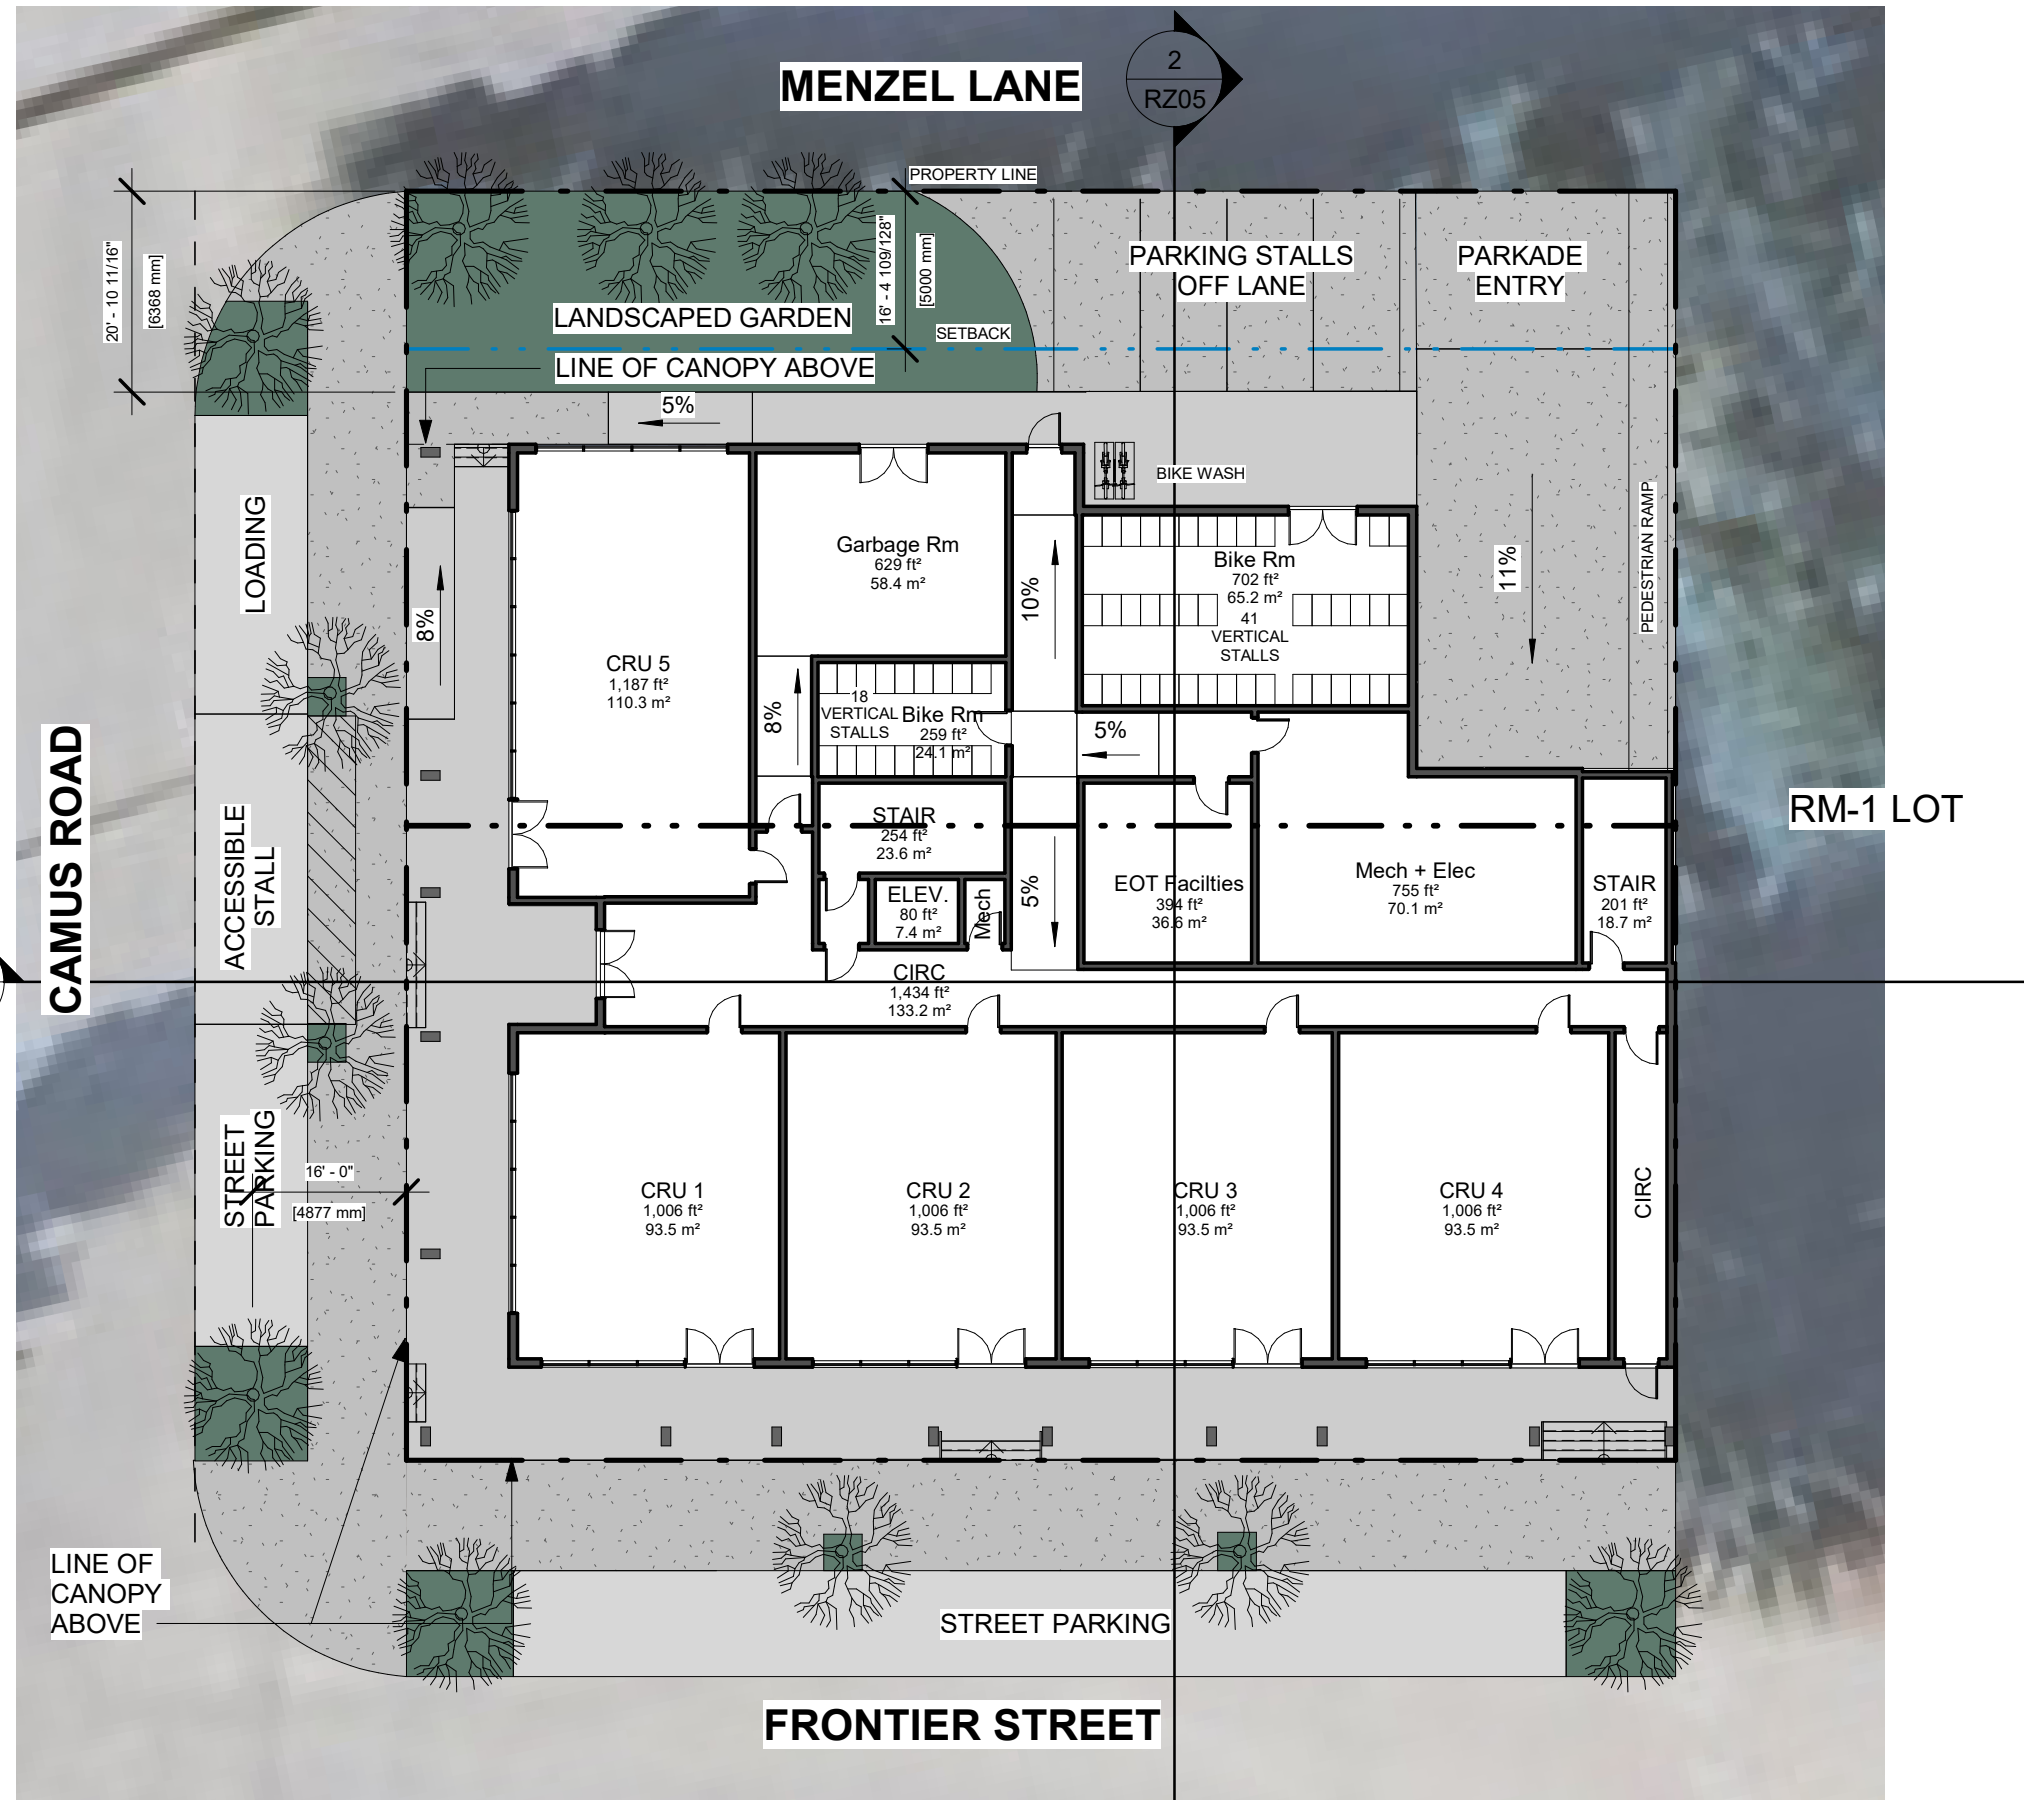 MENZEL LANE
2
RZ05
PROPERTY LINE
20' - 10 11/16"
[6368 mm]
16' - 4 109/128"
[5000 mm]
PARKING STALLS
OFF LANE
PARKADE
ENTRY
LANDSCAPED GARDEN
SETBACK
LINE OF CANOPY ABOVE
5%
BIKE WASH
LOADING
8%
Garbage Rm
629 ft²
58.4 m²
10%
Bike Rm
702 ft²
65.2 m²
41
VERTICAL
STALLS
11%
PEDESTRIAN RAMP
CRU 5
1,187 ft²
110.3 m²
8%
18
VERTICAL
STALLS
Bike Rm
259 ft²
24.1 m²
5%
CAMUS ROAD
ACCESSIBLE
STALL
STAIR
254 ft²
23.6 m²
RM-1 LOT
ELEV.
80 ft²
7.4 m²
Mech
5%
EOT Facilties
394 ft²
36.6 m²
Mech + Elec
755 ft²
70.1 m²
STAIR
201 ft²
18.7 m²
CIRC
1,434 ft²
133.2 m²
STREET
PARKING
16' - 0"
[4877 mm]
CRU 1
1,006 ft²
93.5 m²
CRU 2
1,006 ft²
93.5 m²
CRU 3
1,006 ft²
93.5 m²
CRU 4
1,006 ft²
93.5 m²
CIRC
LINE OF
CANOPY
ABOVE
STREET PARKING
FRONTIER STREET